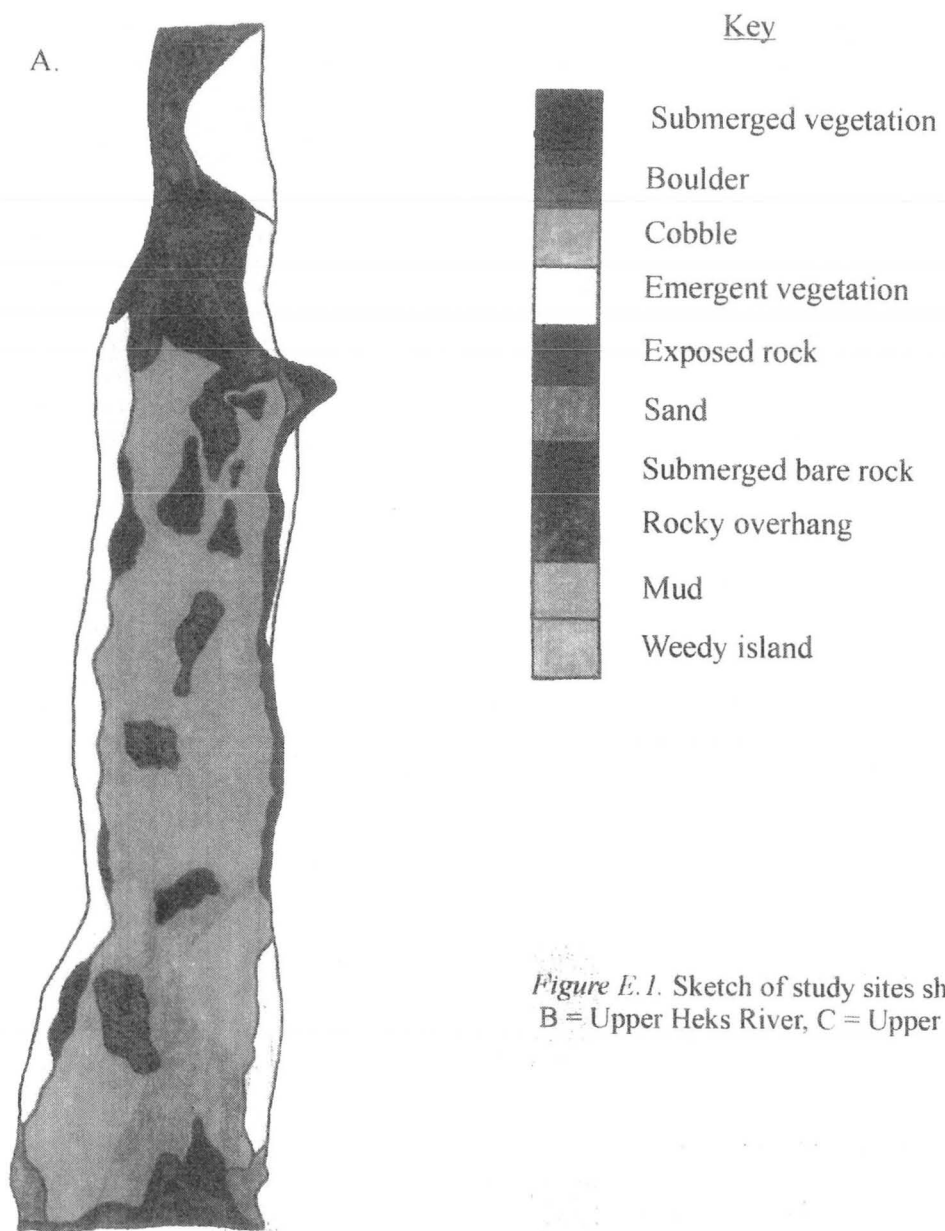 A.
Key
Submerged vegetation
Boulder
Cobble
Emergent vegetation
Exposed rock
Sand
Submerged bare rock
Rocky overhang
Mud
Weedy island
Figure E.1. Sketch of study sites sh
B = Upper Heks River, C = Upper